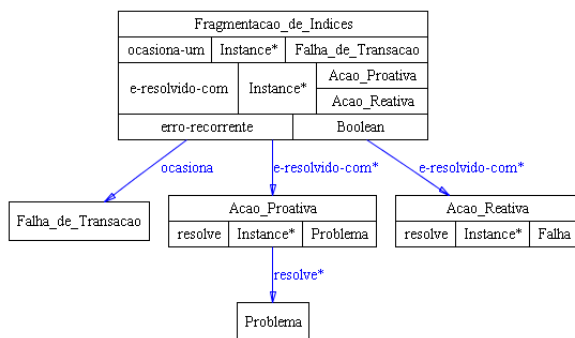 Fragmentacao_de_Indices
ocasiona-um Instance* Falha_de_Transacao
e-resolvido-com Instance* Acao_Proativa
Acao_Reativa
erro-recorrente Boolean
ocasiona e-resolvido-com* e-resolvido-com*
Falha_de_Transacao
Acao_Proativa
resolve Instance* Problema
Acao_Reativa
resolve Instance* Falha
resolve*
Problema